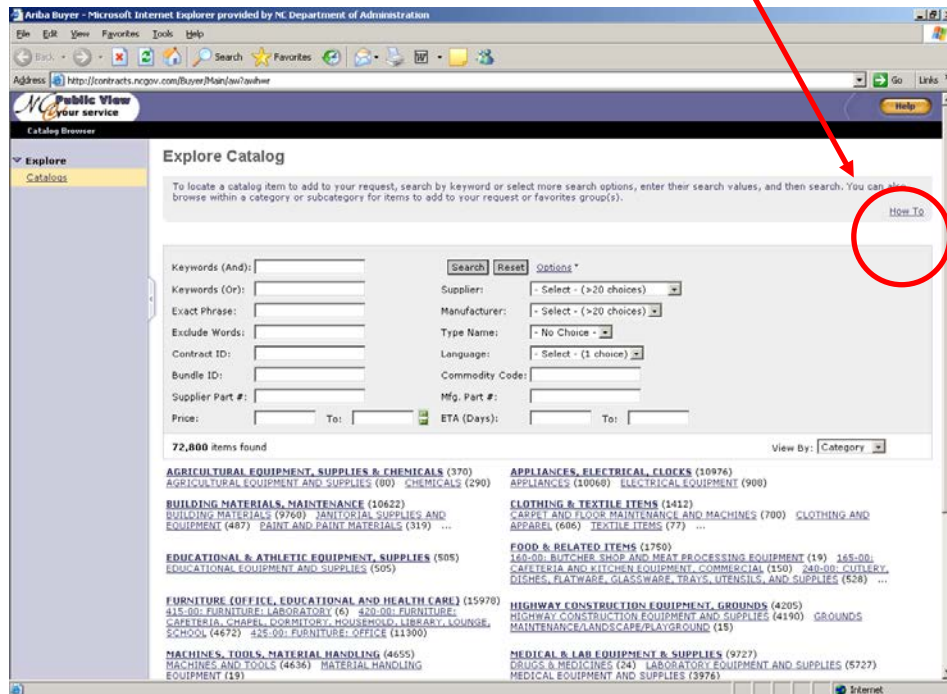 Ariba Buyer - Microsoft Internet Explorer provided by NC Department of Administration
File Edit View Favorites Tools Help
Back Search Favorites
Address http://contracts.ncgov.com/Buyer/Main/aw?awhwr Go Links
NC Public View
@your service
Help
Catalog Browser
Explore
Catalogs
Explore Catalog
To locate a catalog item to add to your request, search by keyword or select more search options, enter their search values, and then search. You can also
browse within a category or subcategory for items to add to your request or favorites group(s).
How To
Keywords (And): Search Reset Options *
Keywords (Or): Supplier: - Select - (>20 choices)
Exact Phrase: Manufacturer: - Select - (>20 choices)
Exclude Words: Type Name: - No Choice -
Contract ID: Language: - Select - (1 choice)
Bundle ID: Commodity Code:
Supplier Part #: Mfg. Part #:
Price: To: ETA (Days): To:
72,800 items found View By: Category
AGRICULTURAL EQUIPMENT, SUPPLIES & CHEMICALS (370)
AGRICULTURAL EQUIPMENT AND SUPPLIES (80) CHEMICALS (290)
APPLIANCES, ELECTRICAL, CLOCKS (10976)
APPLIANCES (10068) ELECTRICAL EQUIPMENT (908)
BUILDING MATERIALS, MAINTENANCE (10622)
BUILDING MATERIALS (9760) JANITORIAL SUPPLIES AND
EQUIPMENT (487) PAINT AND PAINT MATERIALS (319) ...
CLOTHING & TEXTILE ITEMS (1412)
CARPET AND FLOOR MAINTENANCE AND MACHINES (700) CLOTHING AND
APPAREL (606) TEXTILE ITEMS (77) ...
EDUCATIONAL & ATHLETIC EQUIPMENT, SUPPLIES (505)
EDUCATIONAL EQUIPMENT AND SUPPLIES (505)
FOOD & RELATED ITEMS (1750)
160-00: BUTCHER SHOP AND MEAT PROCESSING EQUIPMENT (19) 165-00:
CAFETERIA AND KITCHEN EQUIPMENT, COMMERCIAL (150) 240-00: CUTLERY,
DISHES, FLATWARE, GLASSWARE, TRAYS, UTENSILS, AND SUPPLIES (528) ...
FURNITURE (OFFICE, EDUCATIONAL AND HEALTH CARE) (15978)
415-00: FURNITURE: LABORATORY (6) 420-00: FURNITURE:
CAFETERIA, CHAPEL, DORMITORY, HOUSEHOLD, LIBRARY, LOUNGE,
SCHOOL (4672) 425-00: FURNITURE: OFFICE (11300)
HIGHWAY CONSTRUCTION EQUIPMENT, GROUNDS (4205)
HIGHWAY CONSTRUCTION EQUIPMENT AND SUPPLIES (4190) GROUNDS
MAINTENANCE/LANDSCAPE/PLAYGROUND (15)
MACHINES, TOOLS, MATERIAL HANDLING (4655)
MACHINES AND TOOLS (4636) MATERIAL HANDLING
EQUIPMENT (19)
MEDICAL & LAB EQUIPMENT & SUPPLIES (9727)
DRUGS & MEDICINES (24) LABORATORY EQUIPMENT AND SUPPLIES (5727)
MEDICAL EQUIPMENT AND SUPPLIES (3976)
Internet